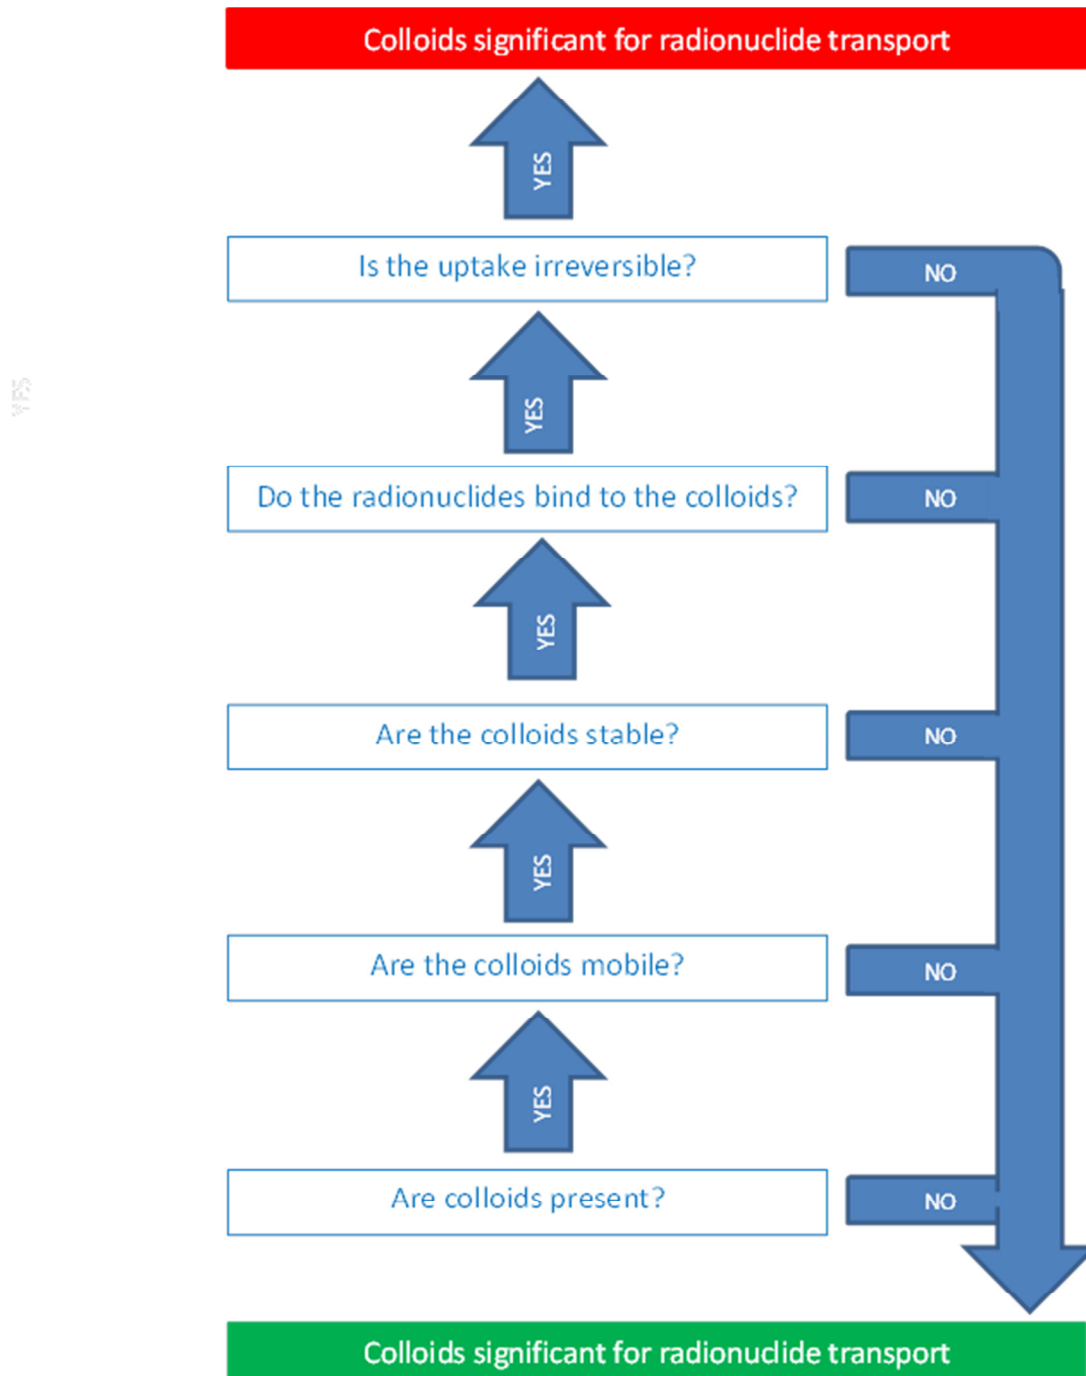 Colloids significant for radionuclide transport
YES
Is the uptake irreversible?
NO
YES
YES
Do the radionuclides bind to the colloids?
NO
YES
Are the colloids stable?
NO
YES
Are the colloids mobile?
NO
YES
Are colloids present?
NO
Colloids significant for radionuclide transport